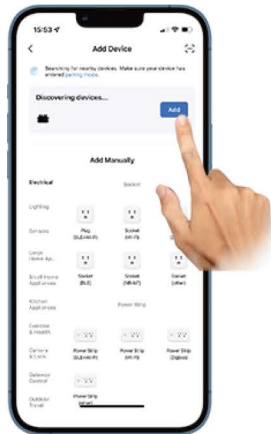 15:53
Add Device
Searching for nearby devices. Make sure your device has
entered pairing mode.
Discovering devices...
Add
Add Manually
Electrical
Socket
Lighting
Sensors
Plug
(BLE+Wi-Fi)
Socket
(Wi-Fi)
Large
Home Ap...
Small Home
Appliances
Socket
(BLE)
Socket
(NB-IoT)
Socket
(other)
Kitchen
Appliances
Power Strip
Exercise
& Health
Camera
& Lock
Power Strip
(BLE+Wi-Fi)
Power Strip
(Wi-Fi)
Power Strip
(Zigbee)
Gateway
Control
Outdoor
Travel
Power Strip
(other)